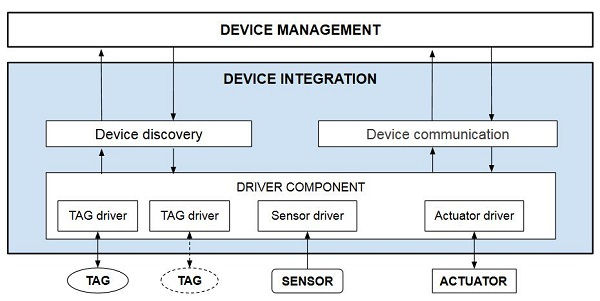 DEVICE MANAGEMENT
DEVICE INTEGRATION
Device discovery
Device communication
DRIVER COMPONENT
TAG driver
TAG driver
Sensor driver
Actuator driver
TAG
TAG
SENSOR
ACTUATOR